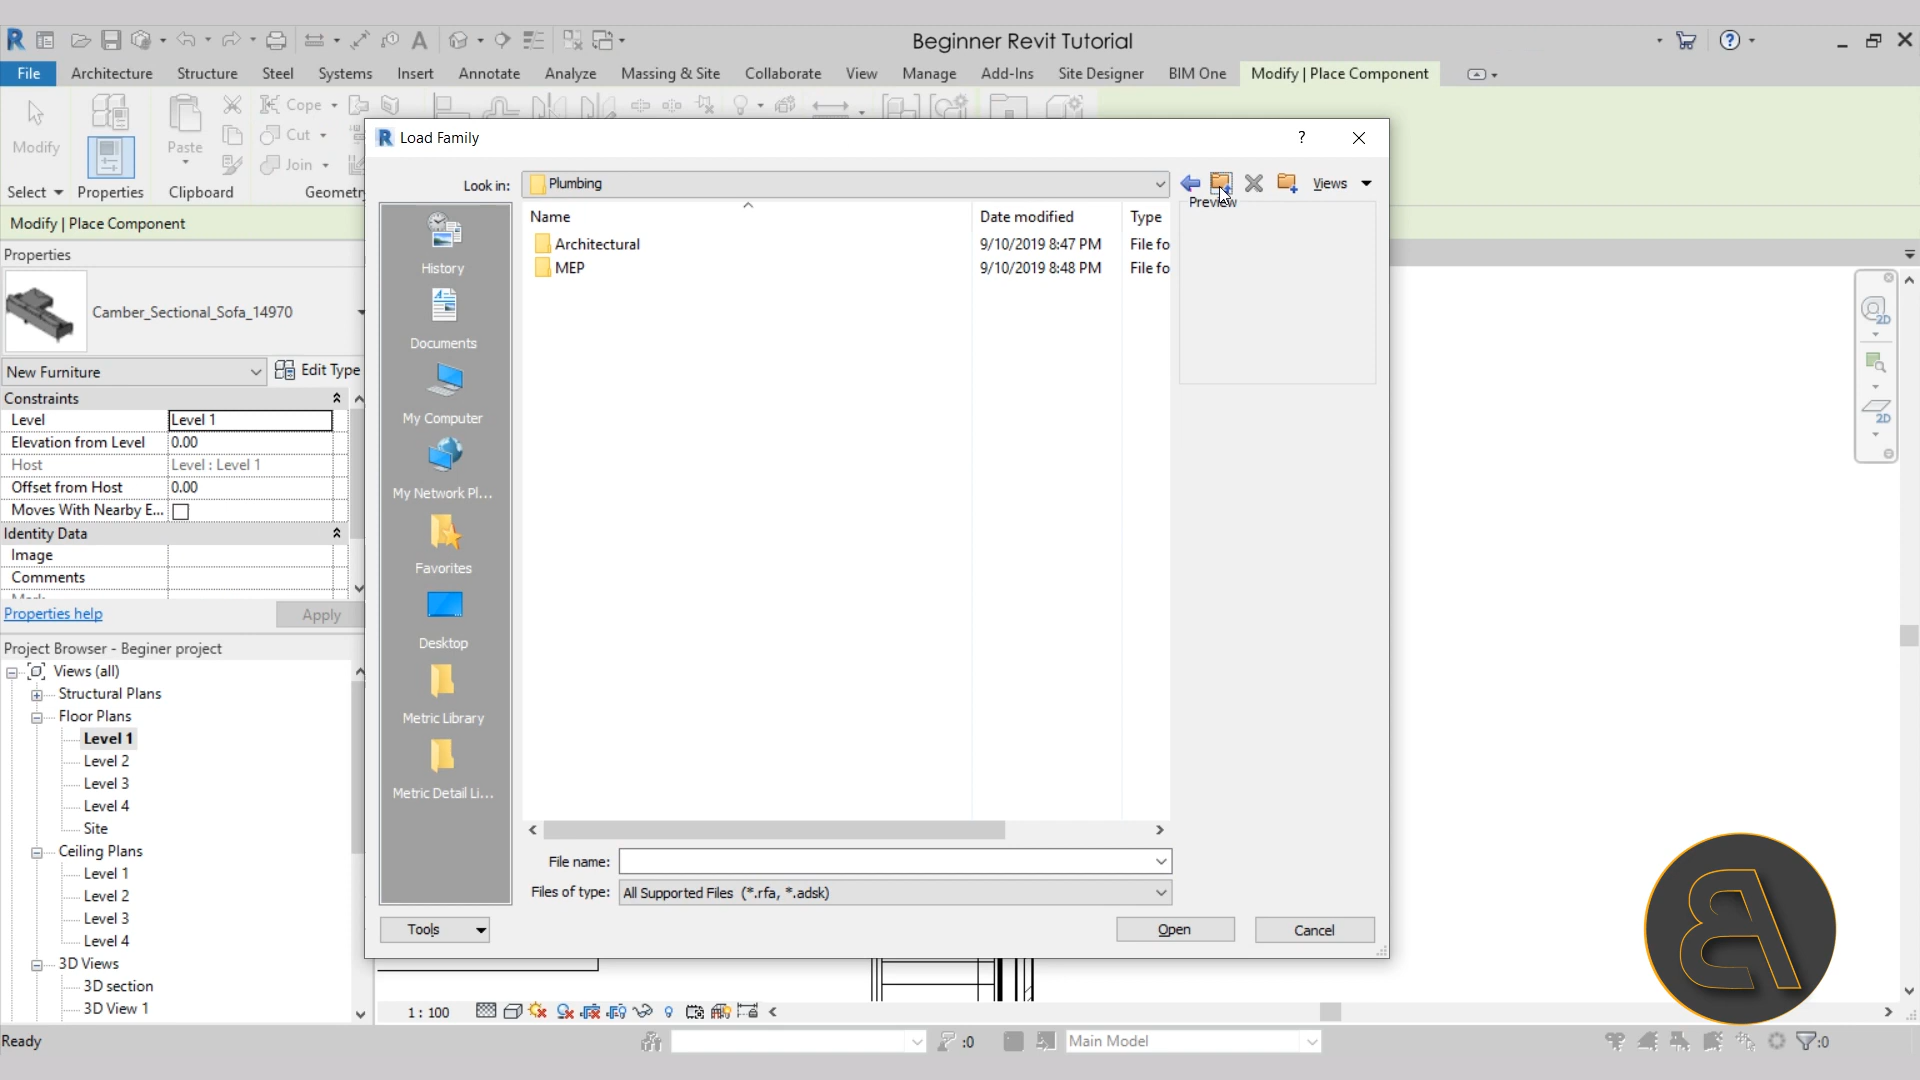 Beginner Revit Tutorial
File Architecture Structure Steel Systems Insert Annotate Analyze Massing & Site Collaborate View Manage Add-Ins Site Designer BIM One Modify | Place Component
Modify Paste Cope Cut Join
Select Properties Clipboard Geometry
Modify | Place Component
Properties
Camber_Sectional_Sofa_14970
New Furniture Edit Type
Constraints
Level Level 1
Elevation from Level 0.00
Host Level : Level 1
Offset from Host 0.00
Moves With Nearby E...
Identity Data
Image
Comments
Properties help Apply
Project Browser - Beginer project
Views (all)
Structural Plans
Floor Plans
Level 1
Level 2
Level 3
Level 4
Site
Ceiling Plans
Level 1
Level 2
Level 3
Level 4
3D Views
3D section
3D View 1
Load Family
?
Look in: Plumbing Views
Preview
Name Date modified Type
Architectural 9/10/2019 8:47 PM File fo
MEP 9/10/2019 8:48 PM File fo
History
Documents
My Computer
My Network Pl...
Favorites
Desktop
Metric Library
Metric Detail Li...
File name:
Files of type: All Supported Files (*.rfa, *.adsk)
Tools Open Cancel
2D
2D
1 : 100
Ready :0 Main Model :0